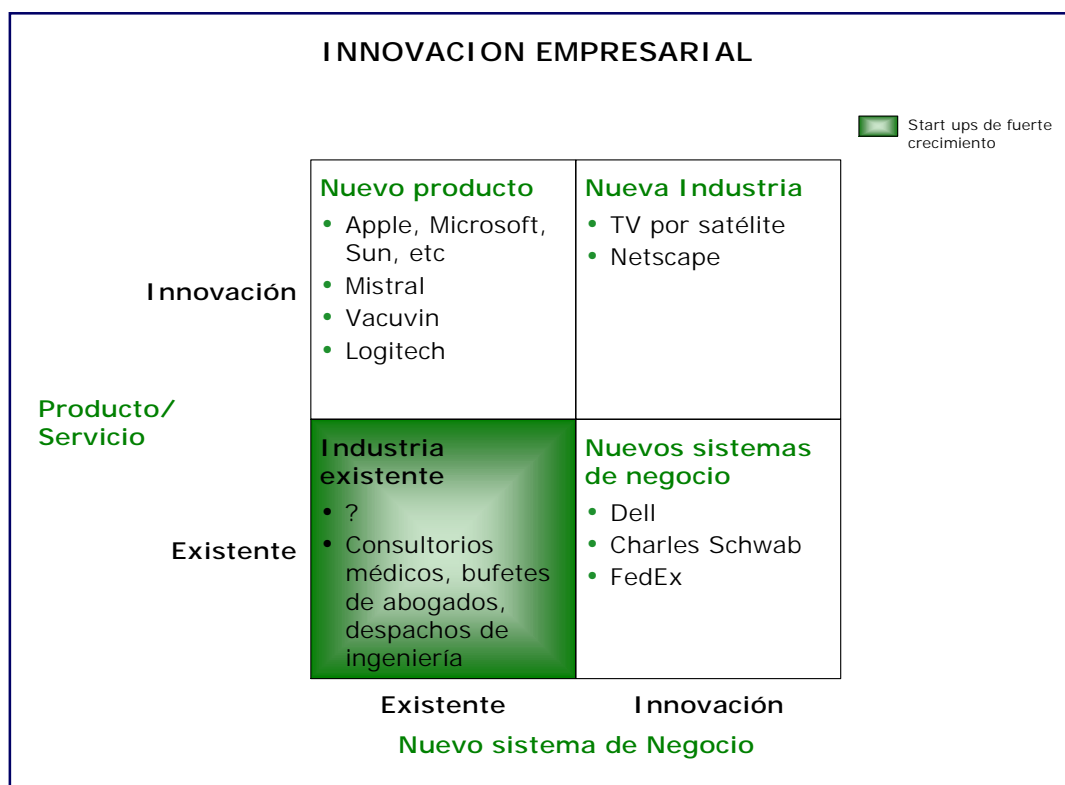 INNOVACION EMPRESARIAL
Start ups de fuerte
crecimiento
Nuevo producto
• Apple, Microsoft,
Sun, etc
• Mistral
• Vacuvin
• Logitech
Nueva Industria
• TV por satélite
• Netscape
Innovación
Producto/
Servicio
Industria
existente
• ?
• Consultorios
médicos, bufetes
de abogados,
despachos de
ingeniería
Nuevos sistemas
de negocio
• Dell
• Charles Schwab
• FedEx
Existente
Existente
Innovación
Nuevo sistema de Negocio